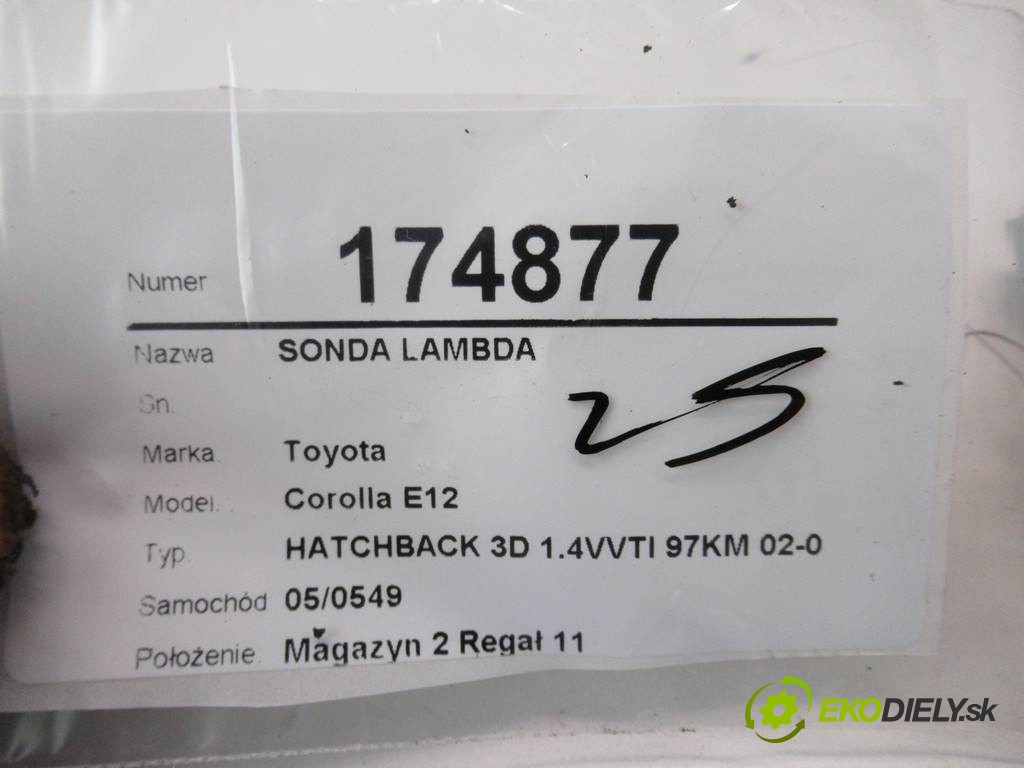 Numer 174877
Nazwa SONDA LAMBDA
Sn.
25
Marka. Toyota
Model. Corolla E12
Typ. HATCHBACK 3D 1.4VVTI 97KM 02-0
Samochód 05/0549
Położenie. Magazyn 2 Regał 11
EKODIELY.sk